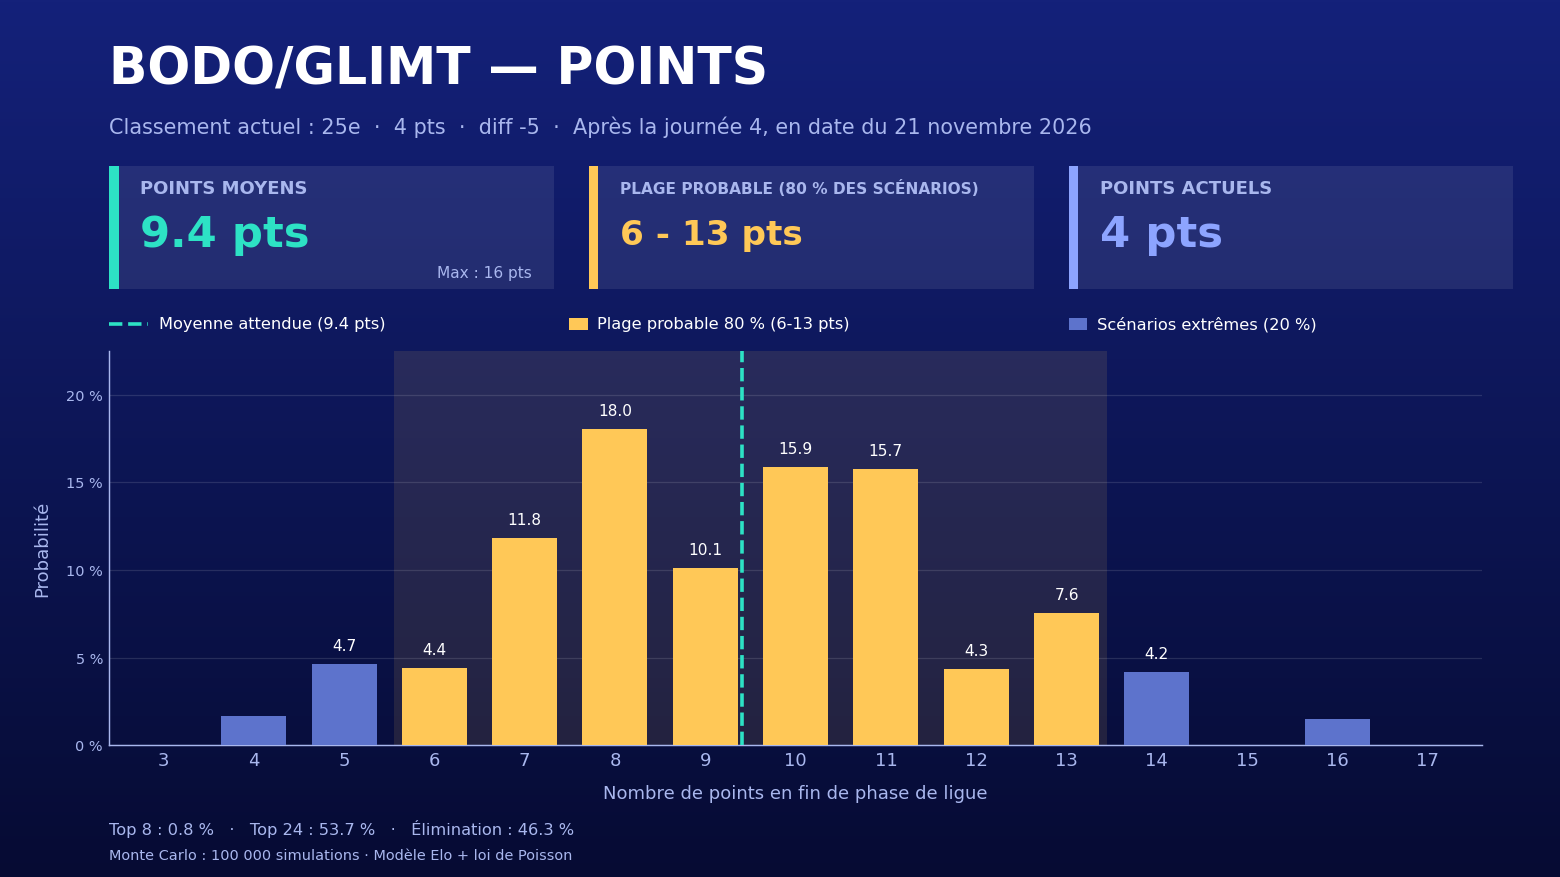 BODO/GLIMT — POINTS
Classement actuel : 25e · 4 pts · diff -5 · Après la journée 4, en date du 21 novembre 2026
POINTS MOYENS
9.4 pts
Max : 16 pts
PLAGE PROBABLE (80 % DES SCÉNARIOS)
6 - 13 pts
POINTS ACTUELS
4 pts
Moyenne attendue (9.4 pts)
Plage probable 80 % (6-13 pts)
Scénarios extrêmes (20 %)
Probabilité
20 %
15 %
10 %
5 %
0 %
4.7
4.4
11.8
18.0
10.1
15.9
15.7
4.3
7.6
4.2
3 4 5 6 7 8 9 10 11 12 13 14 15 16 17
Nombre de points en fin de phase de ligue
Top 8 : 0.8 % · Top 24 : 53.7 % · Élimination : 46.3 %
Monte Carlo : 100 000 simulations · Modèle Elo + loi de Poisson